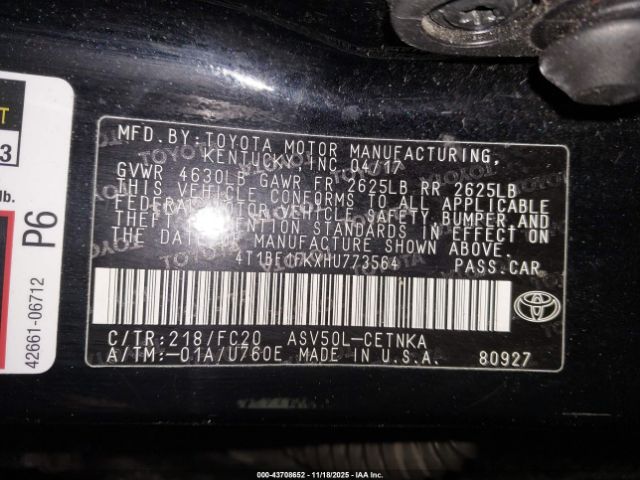 T
3
lb.
P6
42661-06712
MFD. BY: TOYOTA MOTOR MANUFACTURING,
KENTUCKY, INC. 04/17
GVWR 4630LB GAWR FR 2625LB RR 2625LB
THIS VEHICLE CONFORMS TO ALL APPLICABLE
FEDERAL MOTOR VEHICLE SAFETY, BUMPER AND
THEFT PREVENTION STANDARDS IN EFFECT ON
THE DATE OF MANUFACTURE SHOWN ABOVE.
4T1BF1FKXHU773564 PASS.CAR
C/TR:218/FC20 ASV50L-CETNKA
A/TM:-01A/U760E MADE IN U.S.A. 80927
TOYOTA
000-43708652 - 11/18/2025 - IAA Inc.